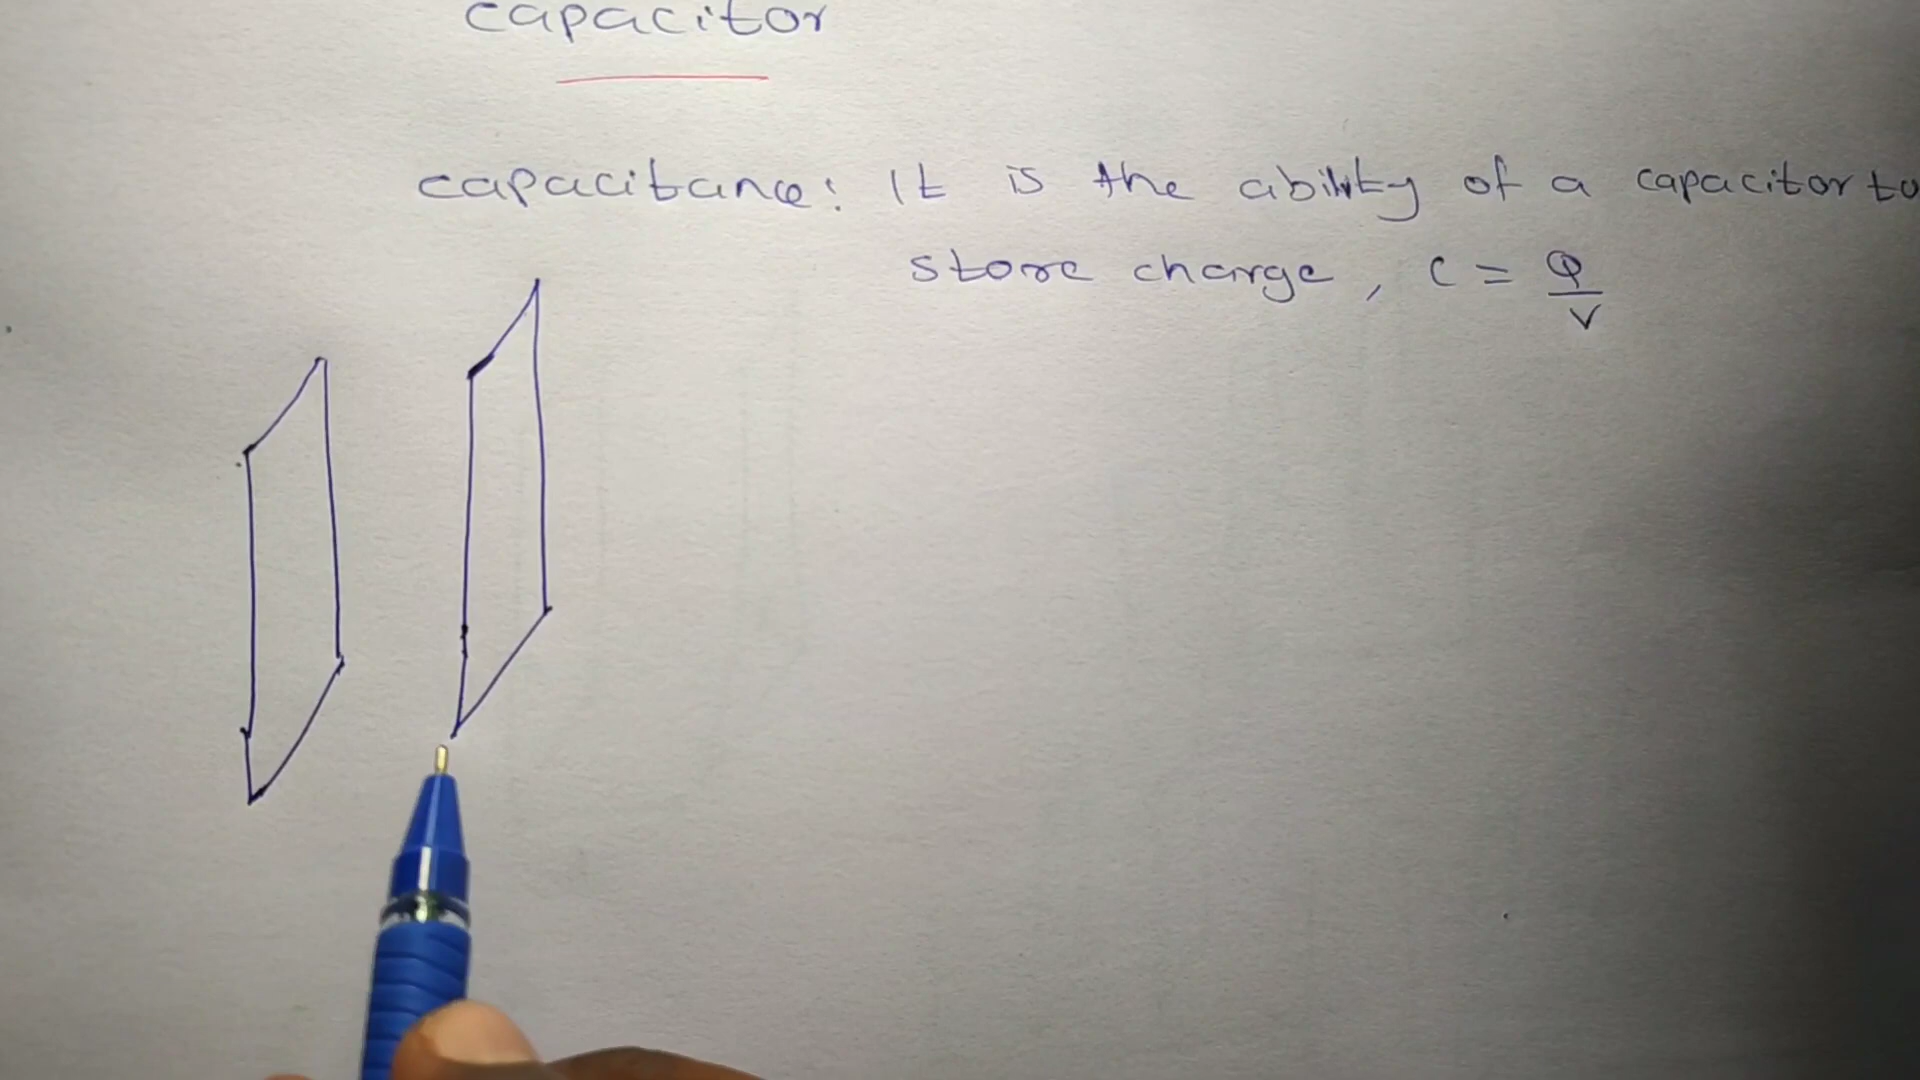 capacitor
capacitance: It is the ability of a capacitor to
store charge, C = Q
V